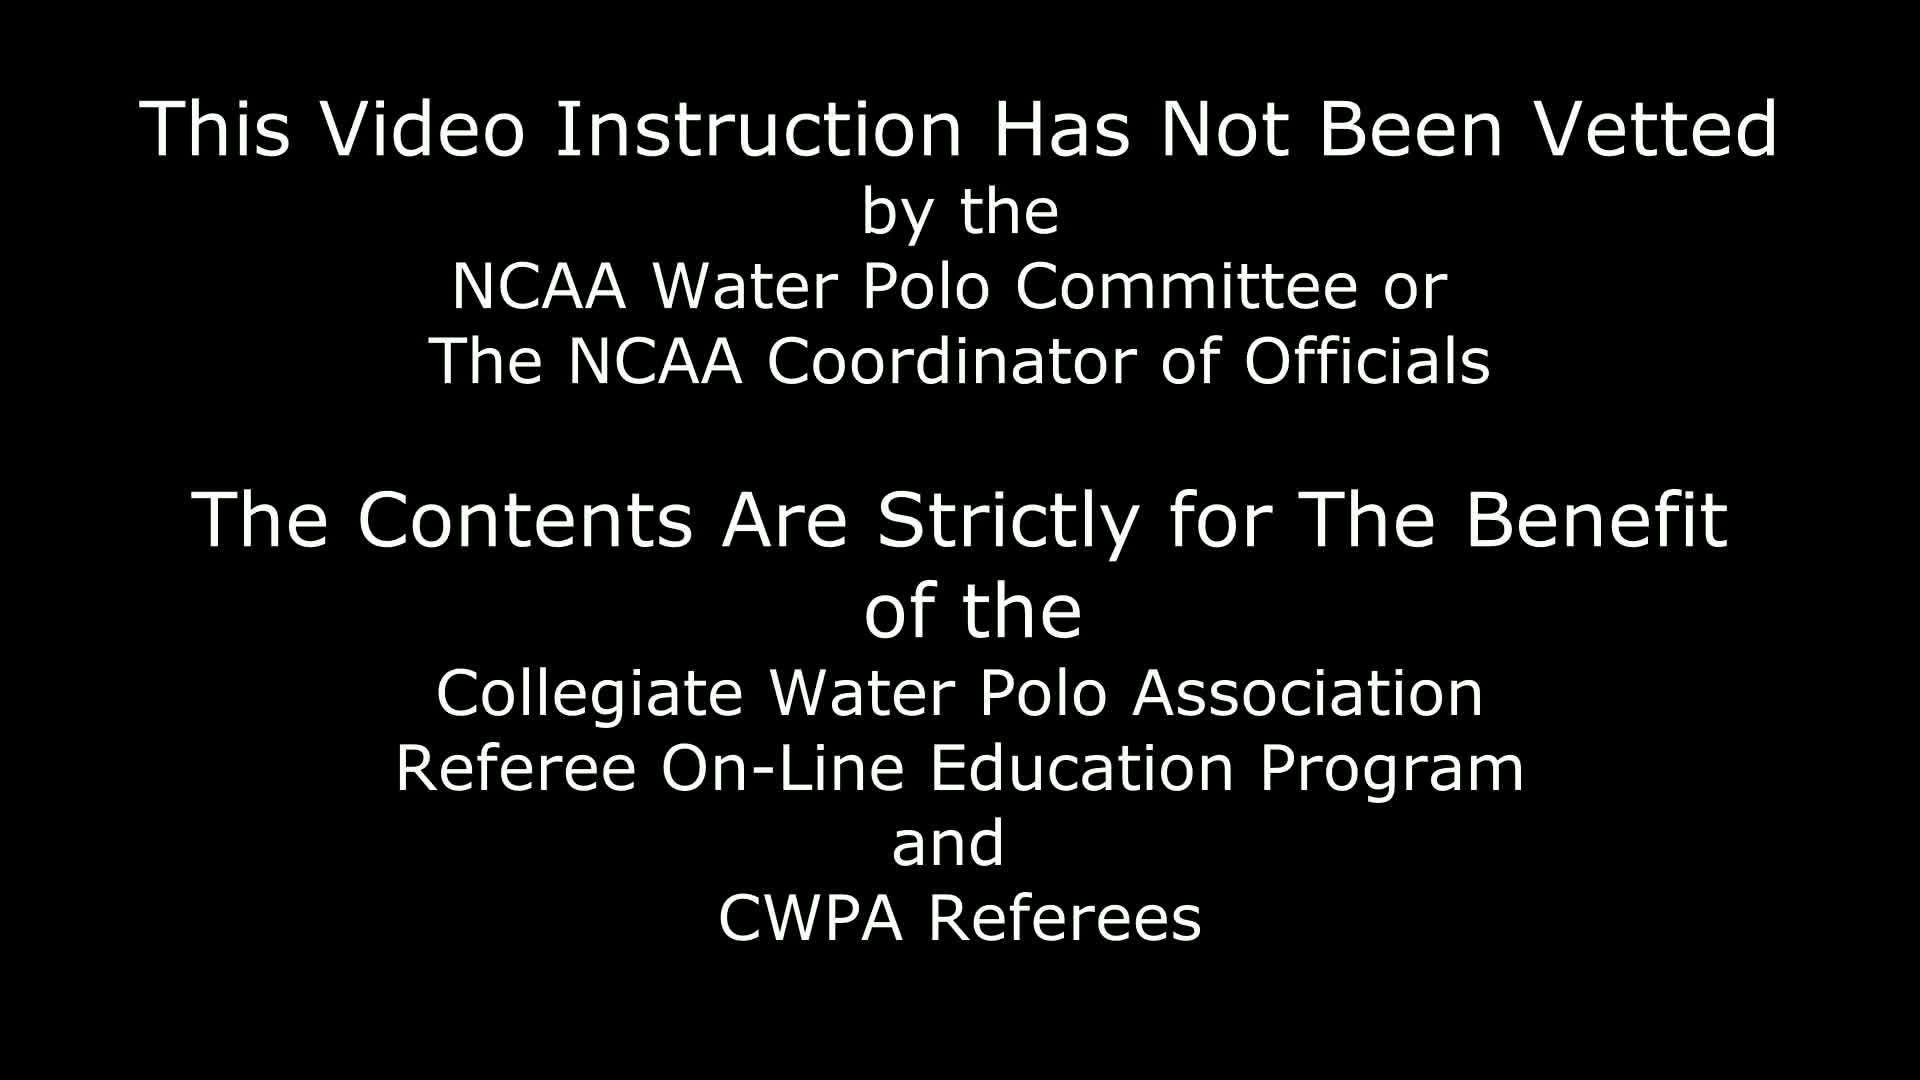 This Video Instruction Has Not Been Vetted
by the
NCAA Water Polo Committee or
The NCAA Coordinator of Officials
The Contents Are Strictly for The Benefit
of the
Collegiate Water Polo Association
Referee On-Line Education Program
and
CWPA Referees